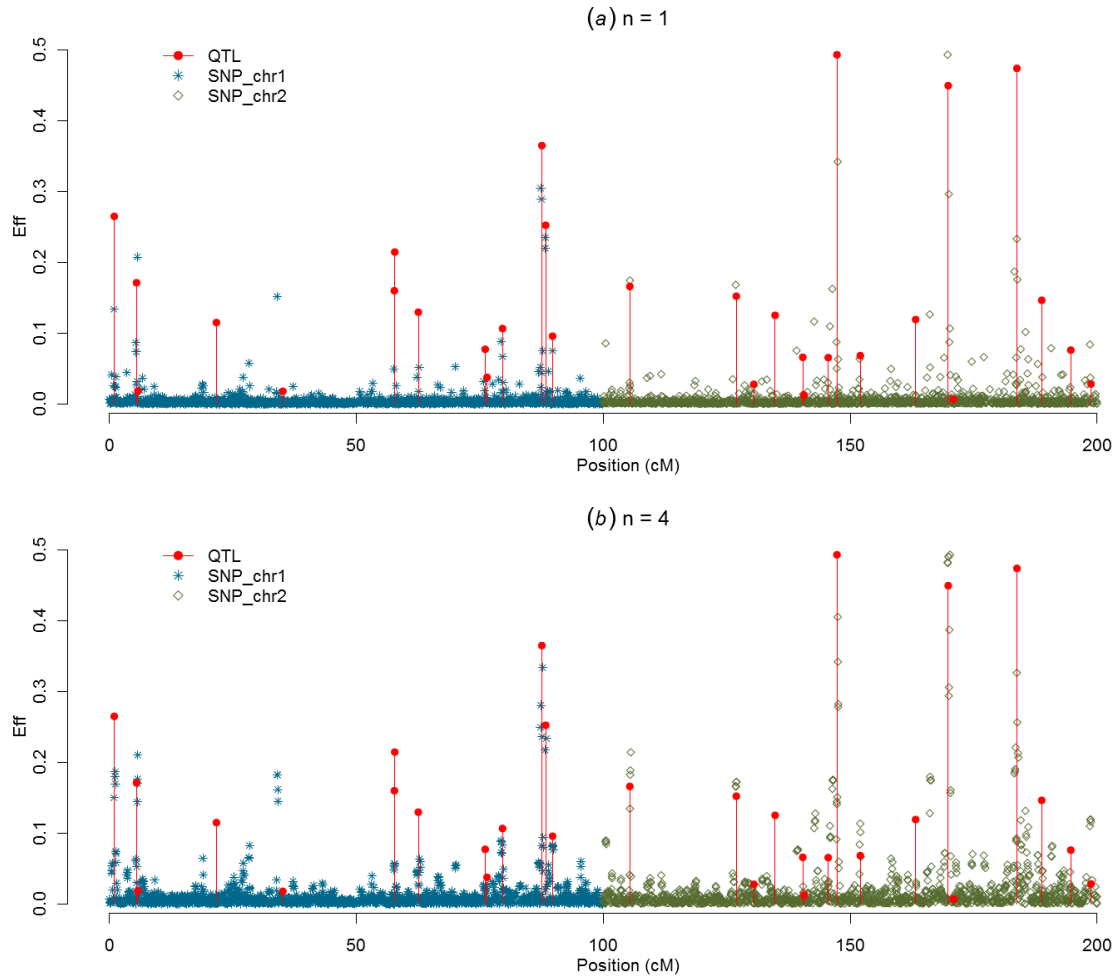 (a) n = 1
QTL
SNP_chr1
SNP_chr2
Eff
0.5
0.4
0.3
0.2
0.1
0.0
0 50 100 150 200
Position (cM)
(b) n = 4
QTL
SNP_chr1
SNP_chr2
Eff
0.5
0.4
0.3
0.2
0.1
0.0
0 50 100 150 200
Position (cM)